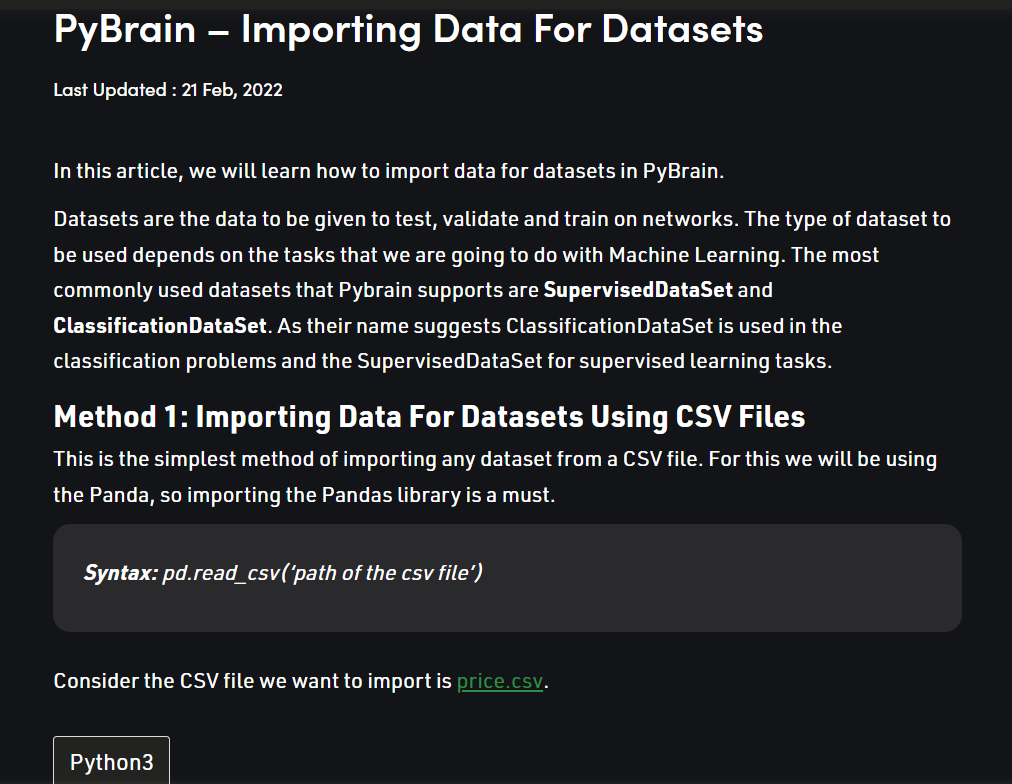 PyBrain – Importing Data For Datasets
Last Updated : 21 Feb, 2022
In this article, we will learn how to import data for datasets in PyBrain.
Datasets are the data to be given to test, validate and train on networks. The type of dataset to
be used depends on the tasks that we are going to do with Machine Learning. The most
commonly used datasets that Pybrain supports are SupervisedDataSet and
ClassificationDataSet. As their name suggests ClassificationDataSet is used in the
classification problems and the SupervisedDataSet for supervised learning tasks.
Method 1: Importing Data For Datasets Using CSV Files
This is the simplest method of importing any dataset from a CSV file. For this we will be using
the Panda, so importing the Pandas library is a must.
Syntax: pd.read_csv(‘path of the csv file’)
Consider the CSV file we want to import is price.csv.
Python3